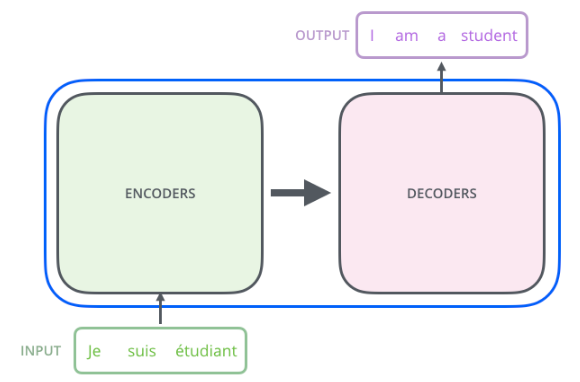 OUTPUT I am a student
ENCODERS DECODERS
INPUT Je suis étudiant